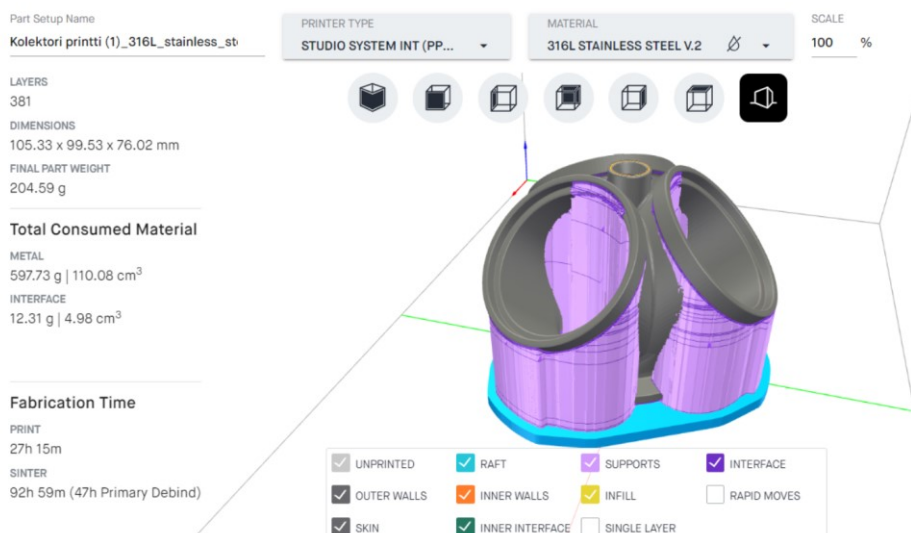 Part Setup Name
Kolektori printti (1)_316L_stainless_st
PRINTER TYPE
STUDIO SYSTEM INT (PP...
MATERIAL
316L STAINLESS STEEL V.2
SCALE
100 %
LAYERS
381
DIMENSIONS
105.33 x 99.53 x 76.02 mm
FINAL PART WEIGHT
204.59 g
Total Consumed Material
METAL
597.73 g | 110.08 cm³
INTERFACE
12.31 g | 4.98 cm³
Fabrication Time
PRINT
27h 15m
SINTER
92h 59m (47h Primary Debind)
UNPRINTED
RAFT
SUPPORTS
INTERFACE
OUTER WALLS
INNER WALLS
INFILL
RAPID MOVES
SKIN
INNER INTERFACE
SINGLE LAYER